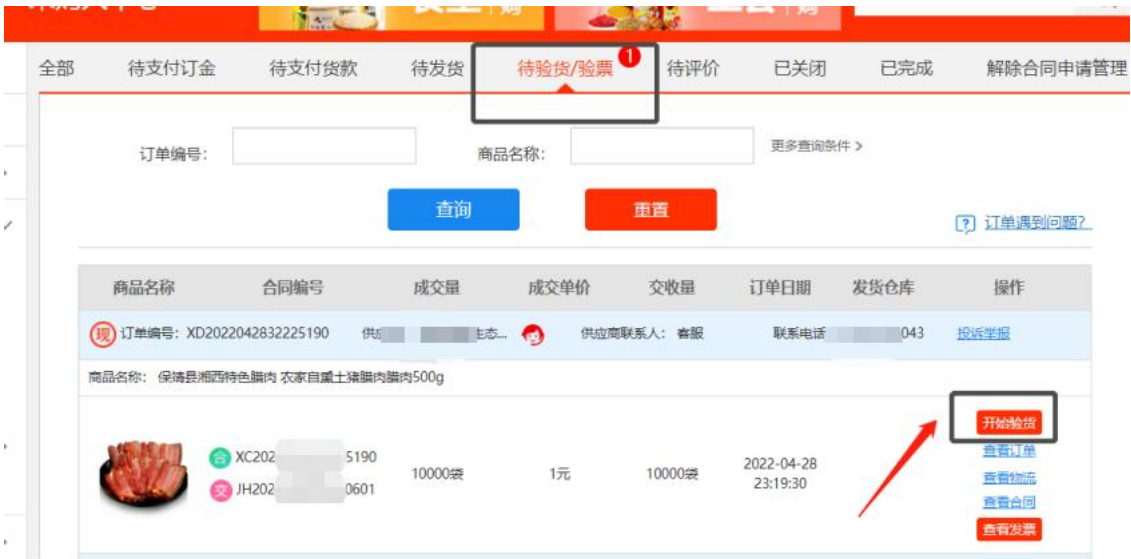 全部 待支付订金 待支付货款 待发货 待验货/验票 1 待评价 已关闭 已完成 解除合同申请管理
订单编号： 商品名称： 更多查询条件 >
查询 重置
? 订单遇到问题?
商品名称 合同编号 成交量 成交单价 交收量 订单日期 发货仓库 操作
现 订单编号：XD2022042832225190 供 生态... 供应商联系人：客服 联系电话 043 投诉举报
商品名称： 保靖县湘西特色腊肉 农家自熏土猪腊肉腊肉500g
开始验货
合 XC202 5190
交 JH202 0601
10000袋 1元 10000袋
2022-04-28
23:19:30
查看订单
查看物流
查看合同
查看发票